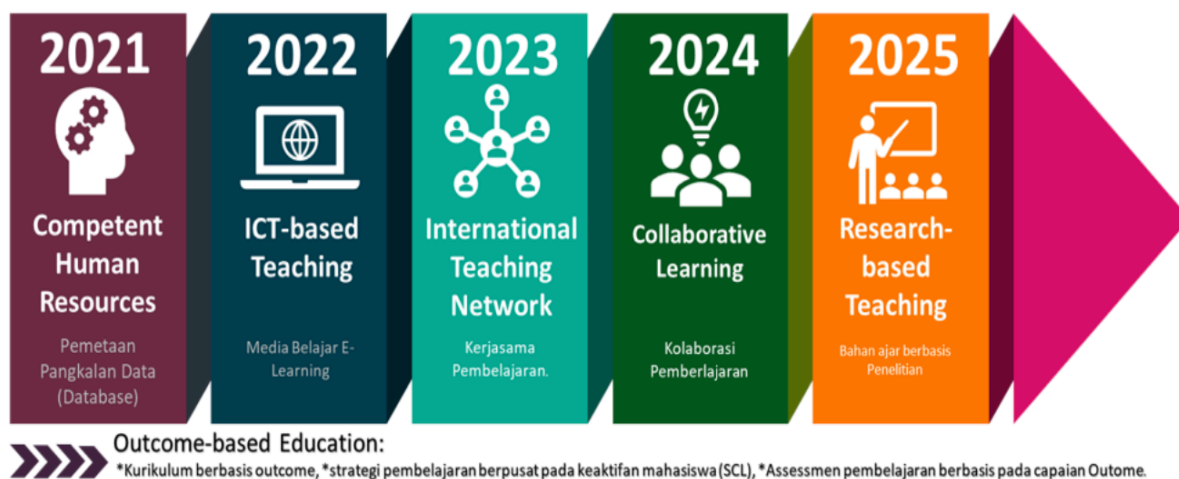 2021
Competent
Human
Resources
Pemetaan
Pangkalan Data
(Database)
2022
ICT-based
Teaching
Media Belajar E-
Learning
2023
International
Teaching
Network
Kerjasama
Pembelajaran.
2024
Collaborative
Learning
Kolaborasi
Pemberlajaran
2025
Research-
based
Teaching
Bahan ajar berbasis
Penelitian
Outcome-based Education:
*Kurikulum berbasis outcome, *strategi pembelajaran berpusat pada keaktifan mahasiswa (SCL), *Assessmen pembelajaran berbasis pada capaian Outome.